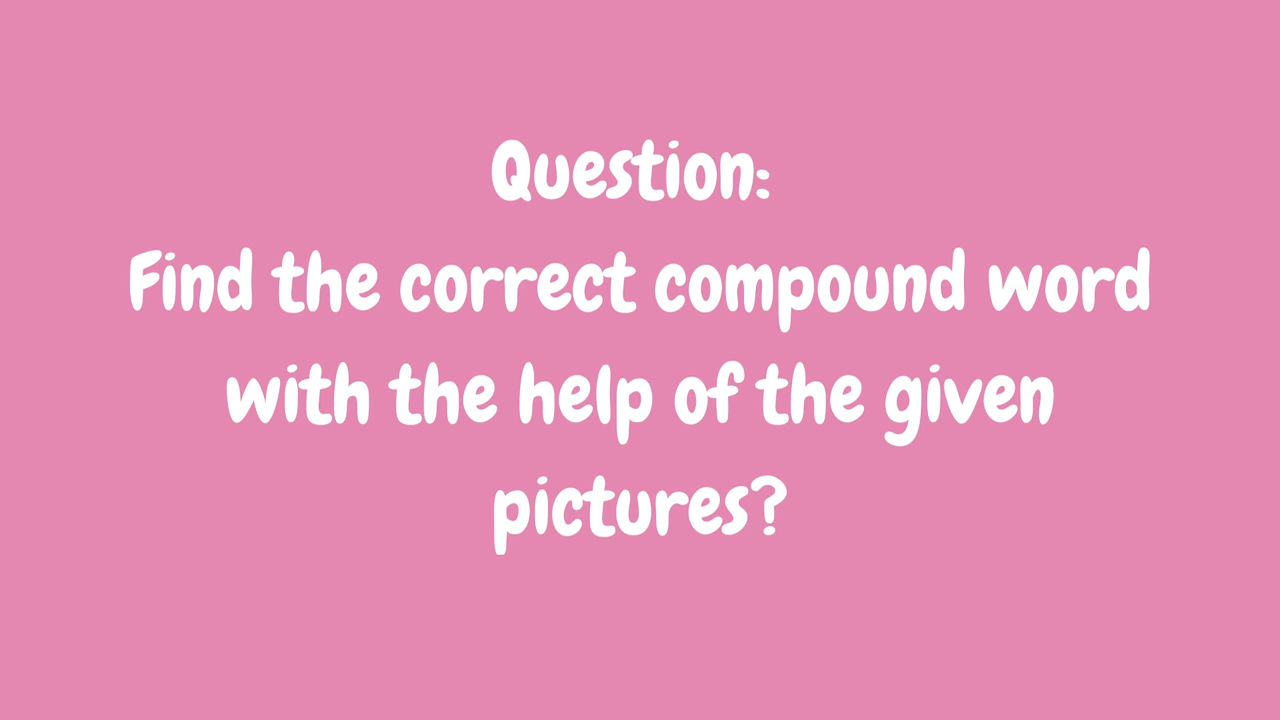 Question:
Find the correct compound word
with the help of the given
pictures?